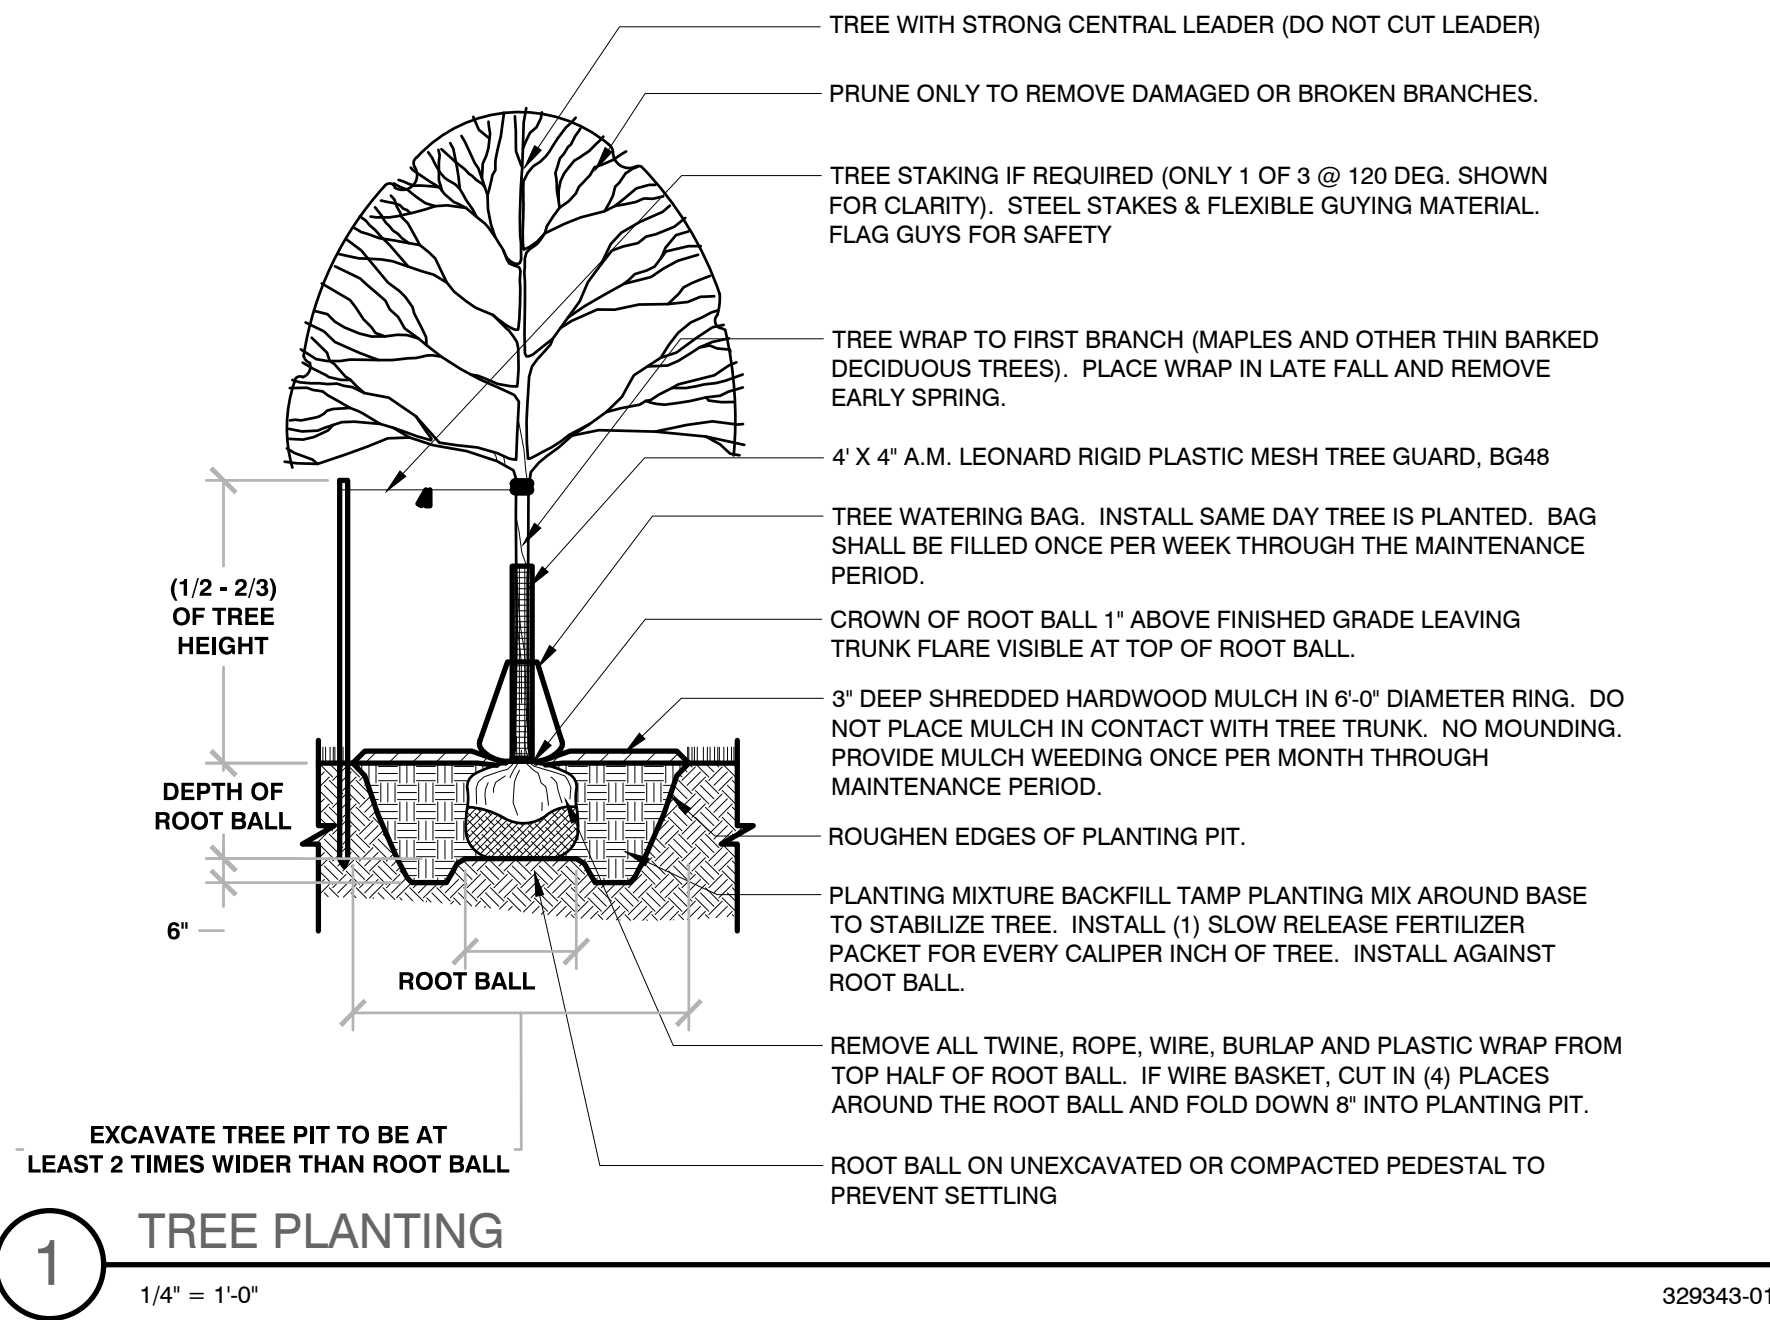 TREE WITH STRONG CENTRAL LEADER (DO NOT CUT LEADER)
PRUNE ONLY TO REMOVE DAMAGED OR BROKEN BRANCHES.
TREE STAKING IF REQUIRED (ONLY 1 OF 3 @ 120 DEG. SHOWN
FOR CLARITY). STEEL STAKES & FLEXIBLE GUYING MATERIAL.
FLAG GUYS FOR SAFETY
TREE WRAP TO FIRST BRANCH (MAPLES AND OTHER THIN BARKED
DECIDUOUS TREES). PLACE WRAP IN LATE FALL AND REMOVE
EARLY SPRING.
4' X 4" A.M. LEONARD RIGID PLASTIC MESH TREE GUARD, BG48
TREE WATERING BAG. INSTALL SAME DAY TREE IS PLANTED. BAG
SHALL BE FILLED ONCE PER WEEK THROUGH THE MAINTENANCE
PERIOD.
CROWN OF ROOT BALL 1" ABOVE FINISHED GRADE LEAVING
TRUNK FLARE VISIBLE AT TOP OF ROOT BALL.
3" DEEP SHREDDED HARDWOOD MULCH IN 6'-0" DIAMETER RING. DO
NOT PLACE MULCH IN CONTACT WITH TREE TRUNK. NO MOUNDING.
PROVIDE MULCH WEEDING ONCE PER MONTH THROUGH
MAINTENANCE PERIOD.
ROUGHEN EDGES OF PLANTING PIT.
PLANTING MIXTURE BACKFILL TAMP PLANTING MIX AROUND BASE
TO STABILIZE TREE. INSTALL (1) SLOW RELEASE FERTILIZER
PACKET FOR EVERY CALIPER INCH OF TREE. INSTALL AGAINST
ROOT BALL.
REMOVE ALL TWINE, ROPE, WIRE, BURLAP AND PLASTIC WRAP FROM
TOP HALF OF ROOT BALL. IF WIRE BASKET, CUT IN (4) PLACES
AROUND THE ROOT BALL AND FOLD DOWN 8" INTO PLANTING PIT.
ROOT BALL ON UNEXCAVATED OR COMPACTED PEDESTAL TO
PREVENT SETTLING
(1/2 - 2/3)
OF TREE
HEIGHT
DEPTH OF
ROOT BALL
6"
ROOT BALL
EXCAVATE TREE PIT TO BE AT
LEAST 2 TIMES WIDER THAN ROOT BALL
1
TREE PLANTING
1/4" = 1'-0"
329343-01